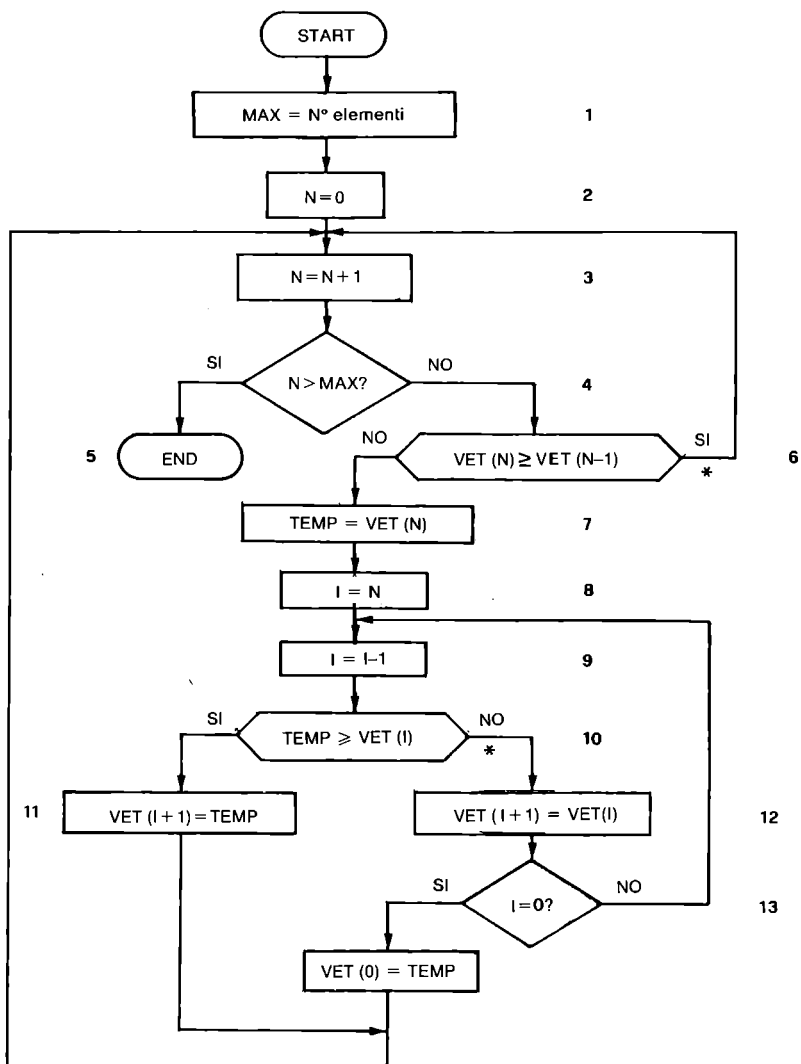 START
MAX = N° elementi 1
N=0 2
N=N+1 3
SI NO
N>MAX? 4
5 END NO VET (N) ≥ VET (N–1) SI 6
*
TEMP = VET (N) 7
I = N 8
I = I–1 9
SI NO
TEMP ⩾ VET (I) 10
*
11 VET (I+1)=TEMP VET (I+1) = VET(I) 12
SI NO
I=0? 13
VET (0) = TEMP